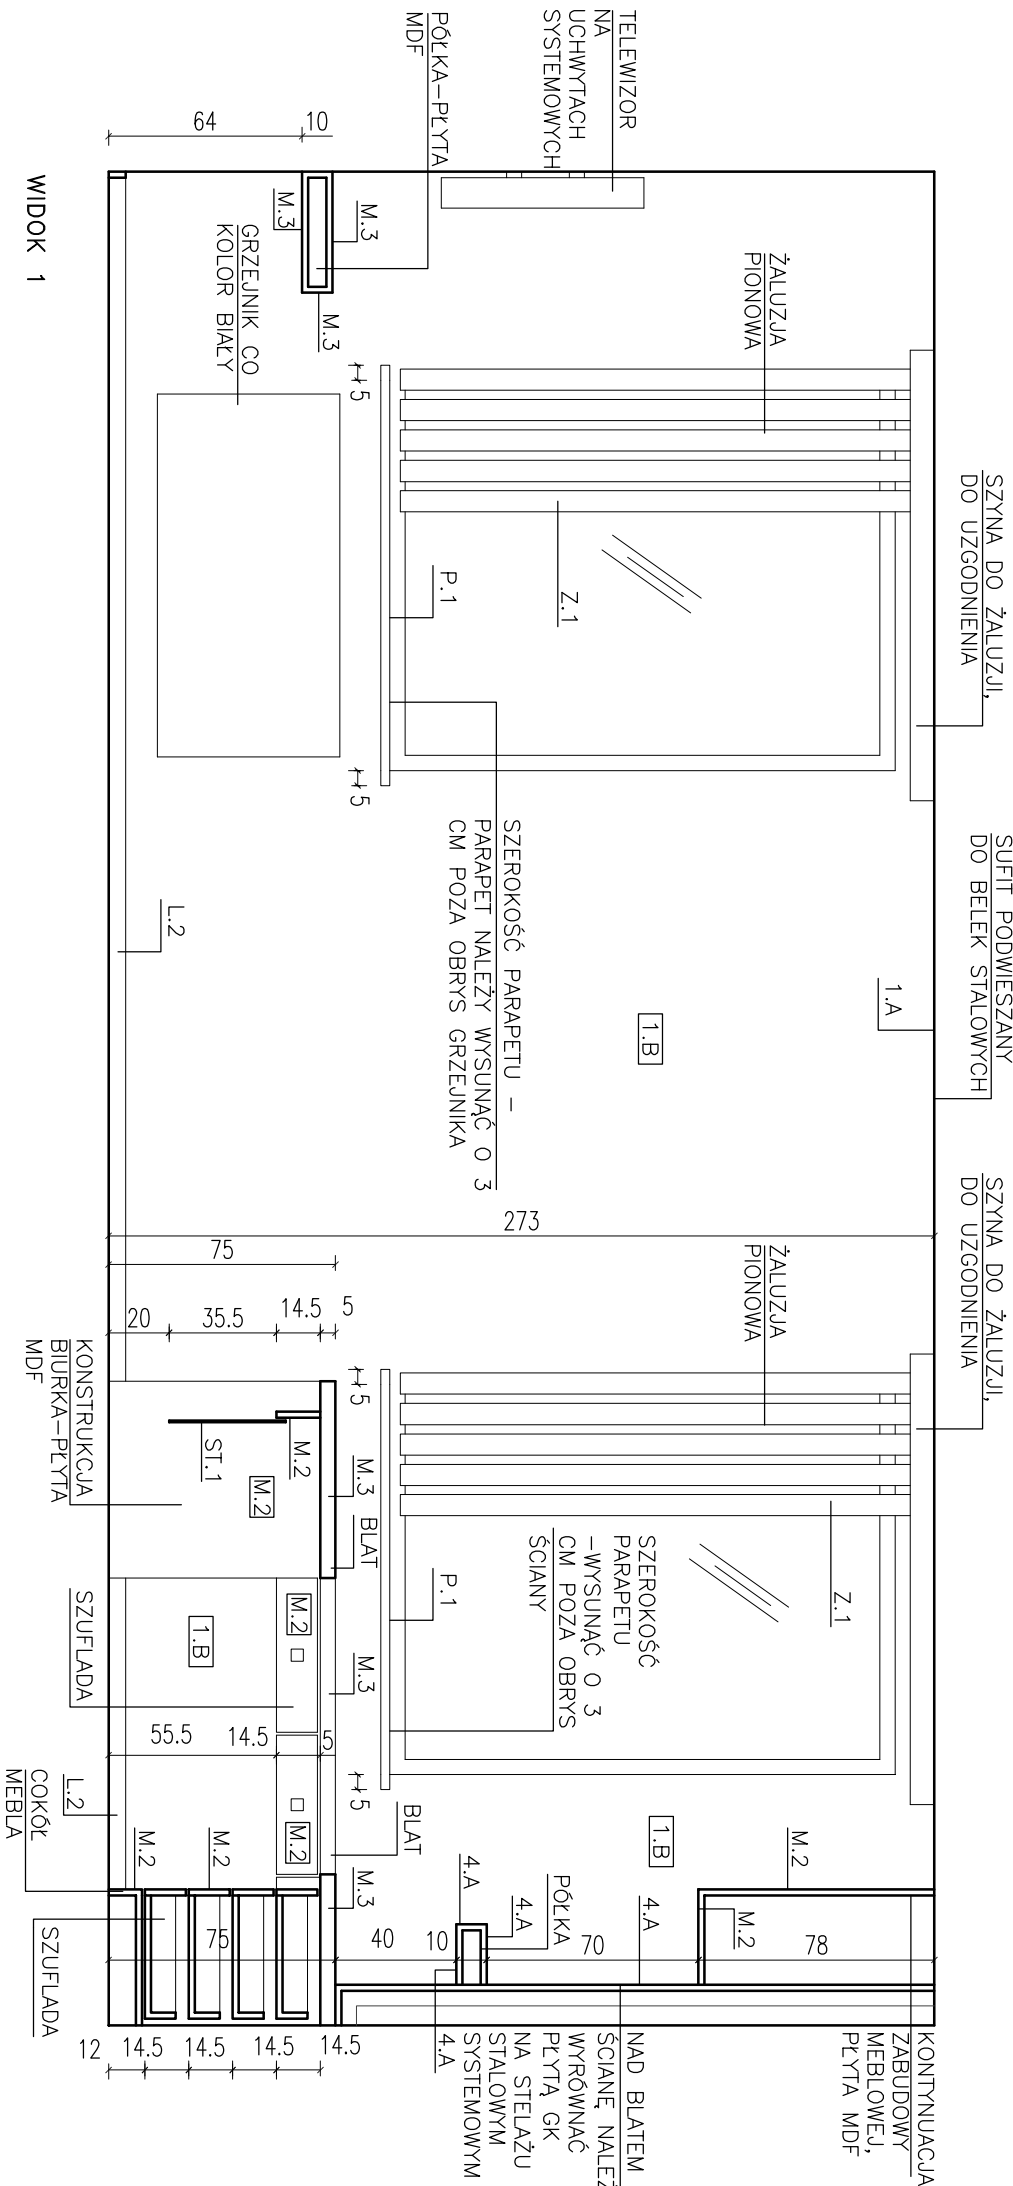 TELEWIZOR
NA
UCHWYTACH
SYSTEMOWYCH
PÓŁKA-PŁYTA
MDF
64
10
WIDOK 1
M.3
M.3
M.3
GRZEJNIK CO
KOLOR BIAŁY
ŻALUZJA
PIONOWA
SZYNA DO ŻALUZJI,
DO UZGODNIENIA
5
5
Z.1
P.1
SZEROKOŚĆ PARAPETU -
PARAPET NALEŻY WYSUNĄĆ O 3
CM POZA OBRYS GRZEJNIKA
SUFIT PODWIESZANY
DO BELEK STALOWYCH
1.A
1.B
L.2
273
75
20
35.5
14.5
5
SZYNA DO ŻALUZJI,
DO UZGODNIENIA
ŻALUZJA
PIONOWA
5
5
Z.1
P.1
SZEROKOŚĆ
PARAPETU
-WYSUNĄĆ O 3
CM POZA OBRYS
ŚCIANY
KONSTRUKCJA
BIURKA-PŁYTA
MDF
ST.1
M.2
M.2
M.3
BLAT
M.3
M.2
1.B
SZUFLADA
55.5
14.5
5
M.2
BLAT
L.2
COKÓŁ
MEBLA
M.2
M.2
M.3
SZUFLADA
75
40
10
70
78
1.B
M.2
M.2
4.A
4.A
4.A
PÓŁKA
4.A
12
14.5
14.5
14.5
14.5
KONTYNUACJA
ZABUDOWY
MEBLOWEJ,
PŁYTA MDF
NAD BLATEM
ŚCIANĘ NALEŻ
WYRÓWNAĆ
PŁYTĄ GK
NA STELAŻU
STALOWYM
SYSTEMOWYM